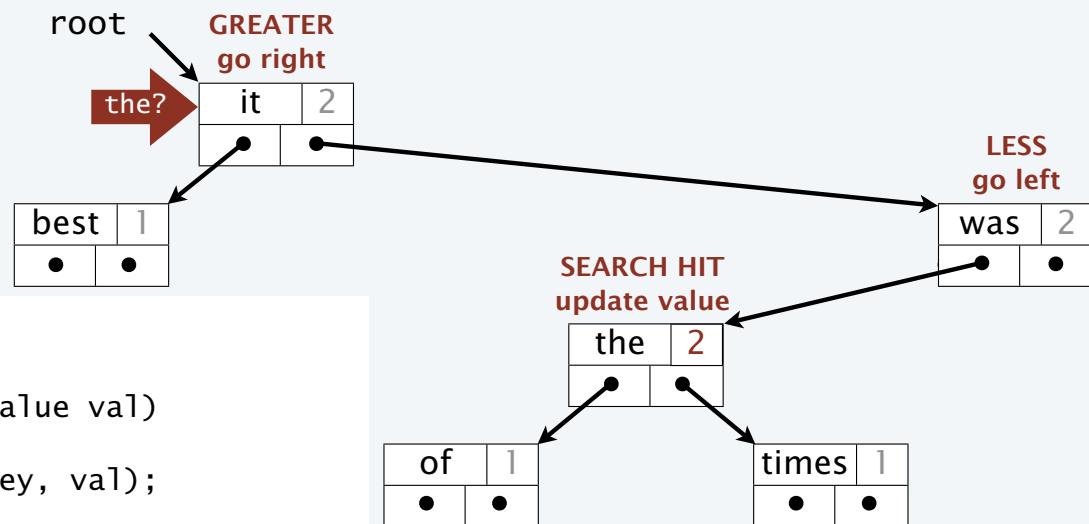 root
GREATER
go right
the?
it 2
LESS
go left
best 1
was 2
SEARCH HIT
update value
the 2
alue val)
ey, val);
of 1
times 1